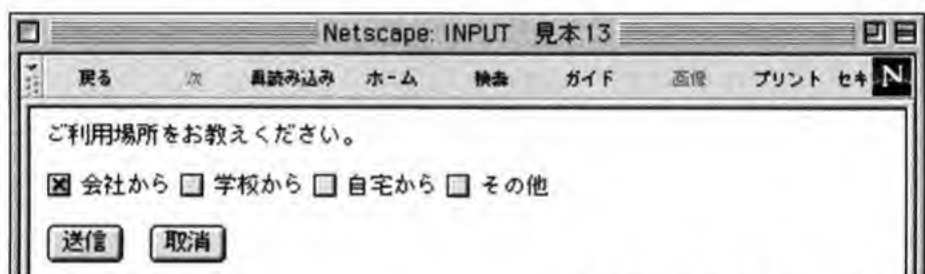 Netscape: INPUT 見本13
戻る 次 再読み込み ホーム 検索 ガイド 画像 プリント セキ N
ご利用場所をお教えください。
会社から 学校から 自宅から その他
送信 取消